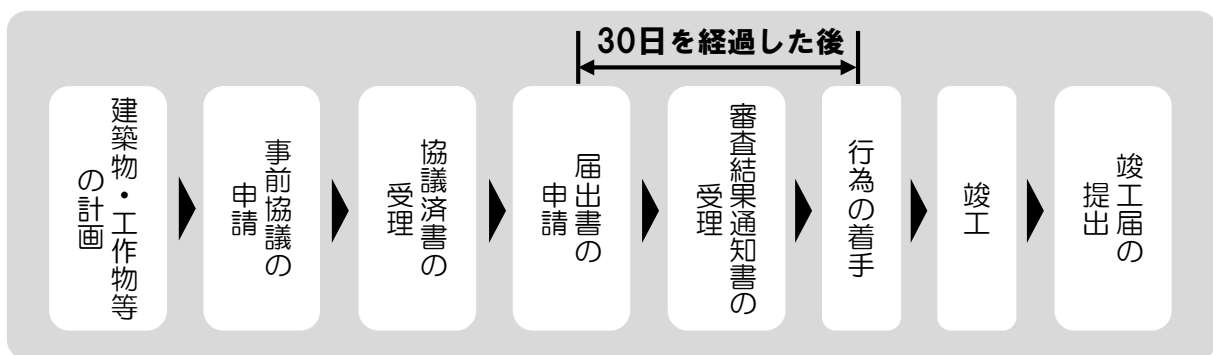 30日を経過した後
建築物・工作物等
の計画
事前協議の
申請
協議済書の
受理
届出書の
申請
審査結果通知書の
受理
行為の着手
竣工
竣工届の
提出